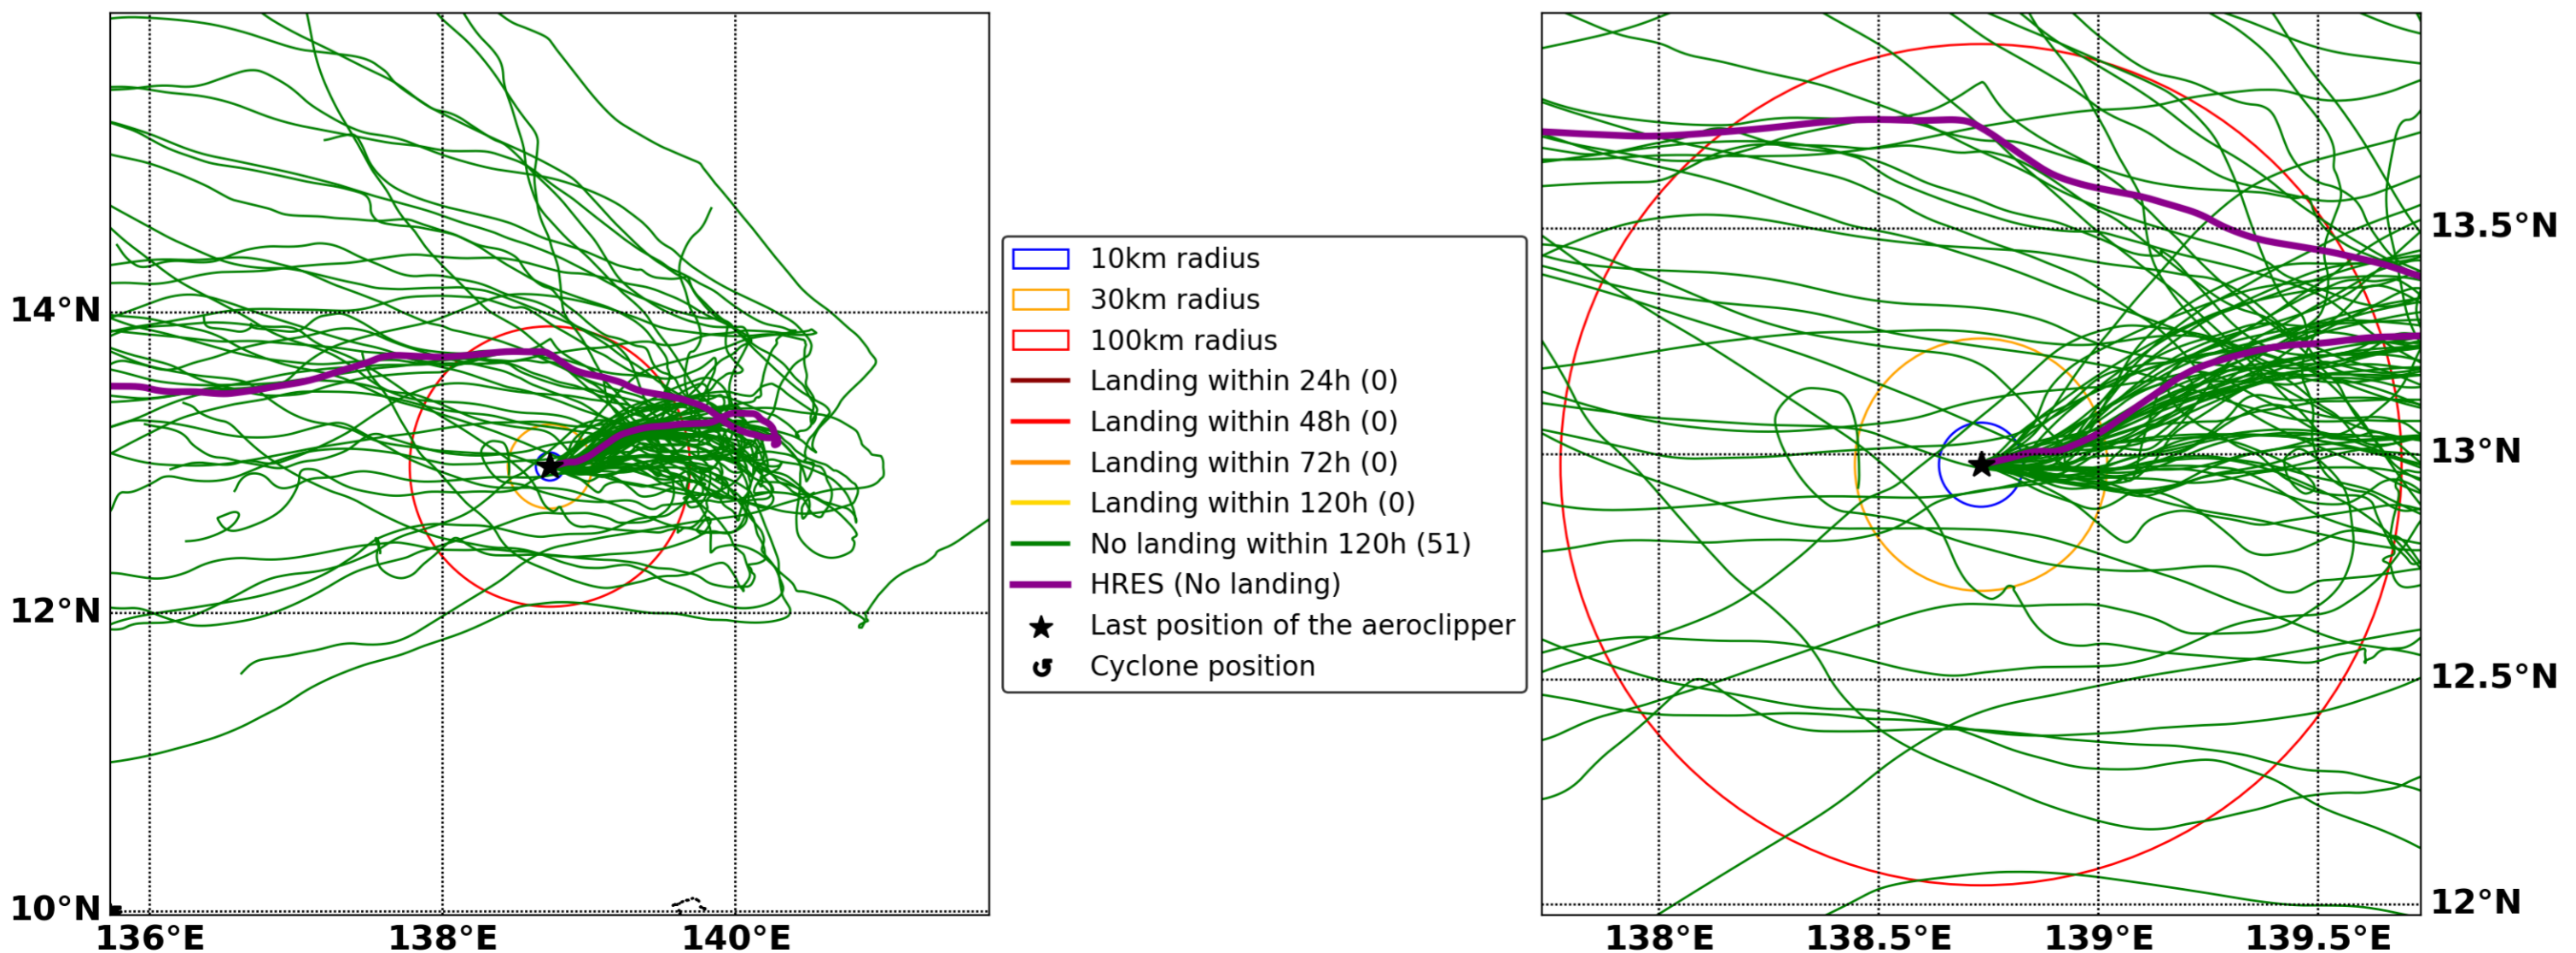 14°N
12°N
10°N
136°E
138°E
140°E
10km radius
30km radius
100km radius
Landing within 24h (0)
Landing within 48h (0)
Landing within 72h (0)
Landing within 120h (0)
No landing within 120h (51)
HRES (No landing)
Last position of the aeroclipper
Cyclone position
13.5°N
13°N
12.5°N
12°N
138°E
138.5°E
139°E
139.5°E